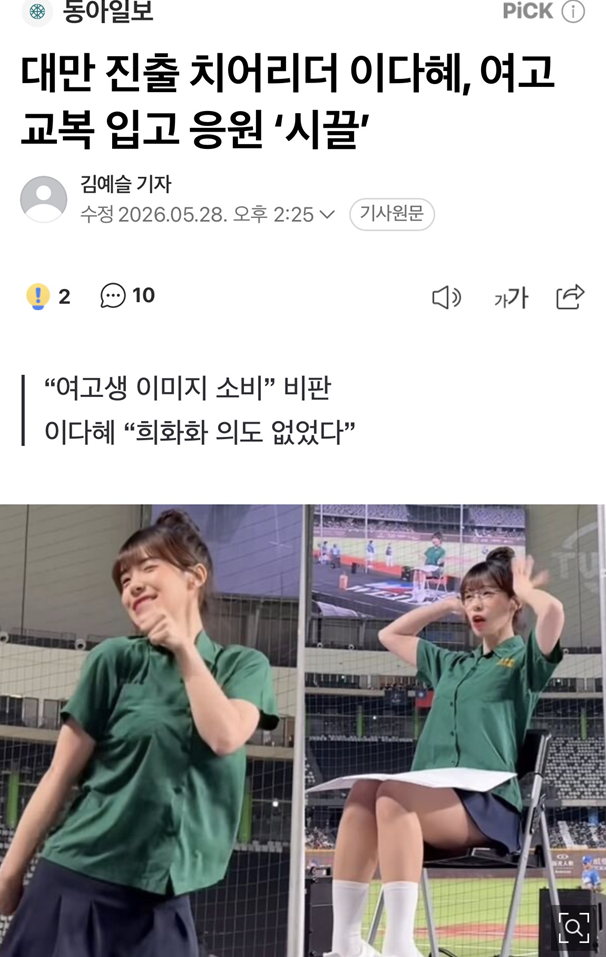 동아일보
PiCK
대만 진출 치어리더 이다혜, 여고
교복 입고 응원 ‘시끌’
김예슬 기자
수정 2026.05.28. 오후 2:25
기사원문
2
10
가가
“여고생 이미지 소비” 비판
이다혜 “희화화 의도 없었다”